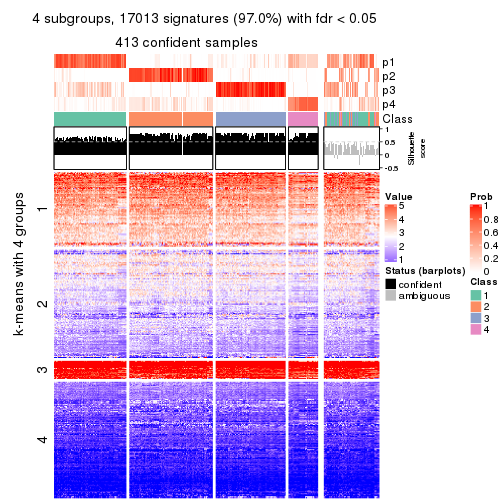 4 subgroups, 17013 signatures (97.0%) with fdr < 0.05
413 confident samples
p1
p2
p3
p4
Class
1
0.5
0
-0.5
Silhouette
score
k-means with 4 groups
1
2
3
4
Value
5
4
3
2
1
Status (barplots)
confident
ambiguous
Prob
1
0.8
0.6
0.4
0.2
0
Class
1
2
3
4